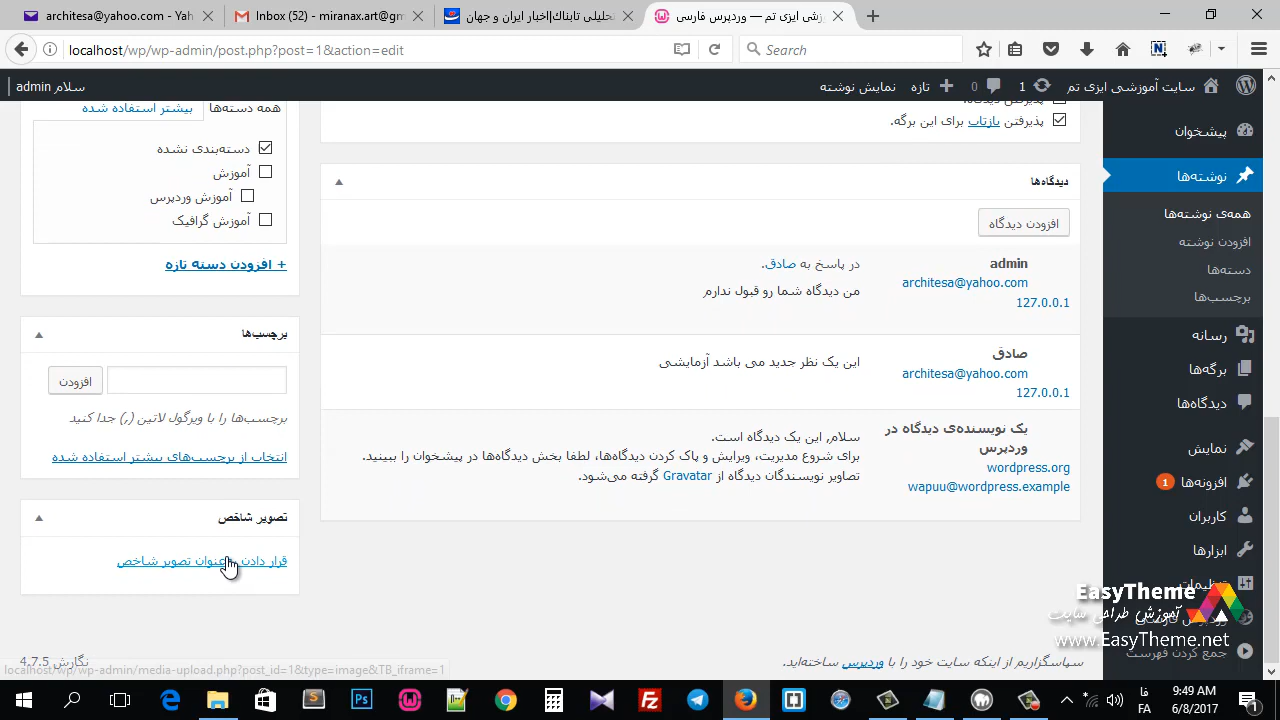 architesa@yahoo.com - Ya
Inbox (52) - miranax.art@gm
تحلیلی تابناك|اخبار ایران و جهان
زشی ایزی تم — وردپرس فارسی
localhost/wp/wp-admin/post.php?post=1&action=edit
Search
سایت آموزشی ایزی تم
1
0
تازه
نمایش نوشته
سلام admin
پیشخوان
نوشته‌ها
همه‌ی نوشته‌ها
افزودن نوشته
دسته‌ها
برچسب‌ها
رسانه
برگه‌ها
دیدگاه‌ها
نمایش
افزونه‌ها 1
کاربران
ابزارها
تنظیمات
وردپرس فارسی
جمع کردن فهرست
پذیرفتن دیدگاه.
پذیرفتن بازتاب برای این برگه.
دیدگاه‌ها
افزودن دیدگاه
admin
architesa@yahoo.com
127.0.0.1
در پاسخ به صادق.
من دیدگاه شما رو قبول ندارم
صادق
architesa@yahoo.com
127.0.0.1
این یک نظر جدید می باشد آزمایشی
یک نویسنده‌ی دیدگاه در
وردپرس
wordpress.org
wapuu@wordpress.example
سلام, این یک دیدگاه است.
برای شروع مدیریت، ویرایش و پاک کردن دیدگاه‌ها، لطفا بخش دیدگاه‌ها در پیشخوان را ببینید.
تصاویر نویسندگان دیدگاه از Gravatar گرفته می‌شود.
همه دسته‌ها
بیشتر استفاده شده
دسته‌بندی نشده
آموزش
آموزش وردپرس
آموزش گرافیک
+ افزودن دسته تازه
برچسب‌ها
افزودن
برچسب‌ها را با ویرگول لاتین (,) جدا کنید
انتخاب از برچسب‌های بیشتر استفاده شده
تصویر شاخص
قرار دادن عنوان تصویر شاخص
سپاسگزاریم از اینکه سایت خود را با وردپرس ساخته‌اید.
نگارش 4.7.5
localhost/wp/wp-admin/media-upload.php?post_id=1&type=image&TB_iframe=1
EasyTheme
آموزش طراحی سایت
www.EasyTheme.net
فا
FA
9:09 AM
6/8/2017
1